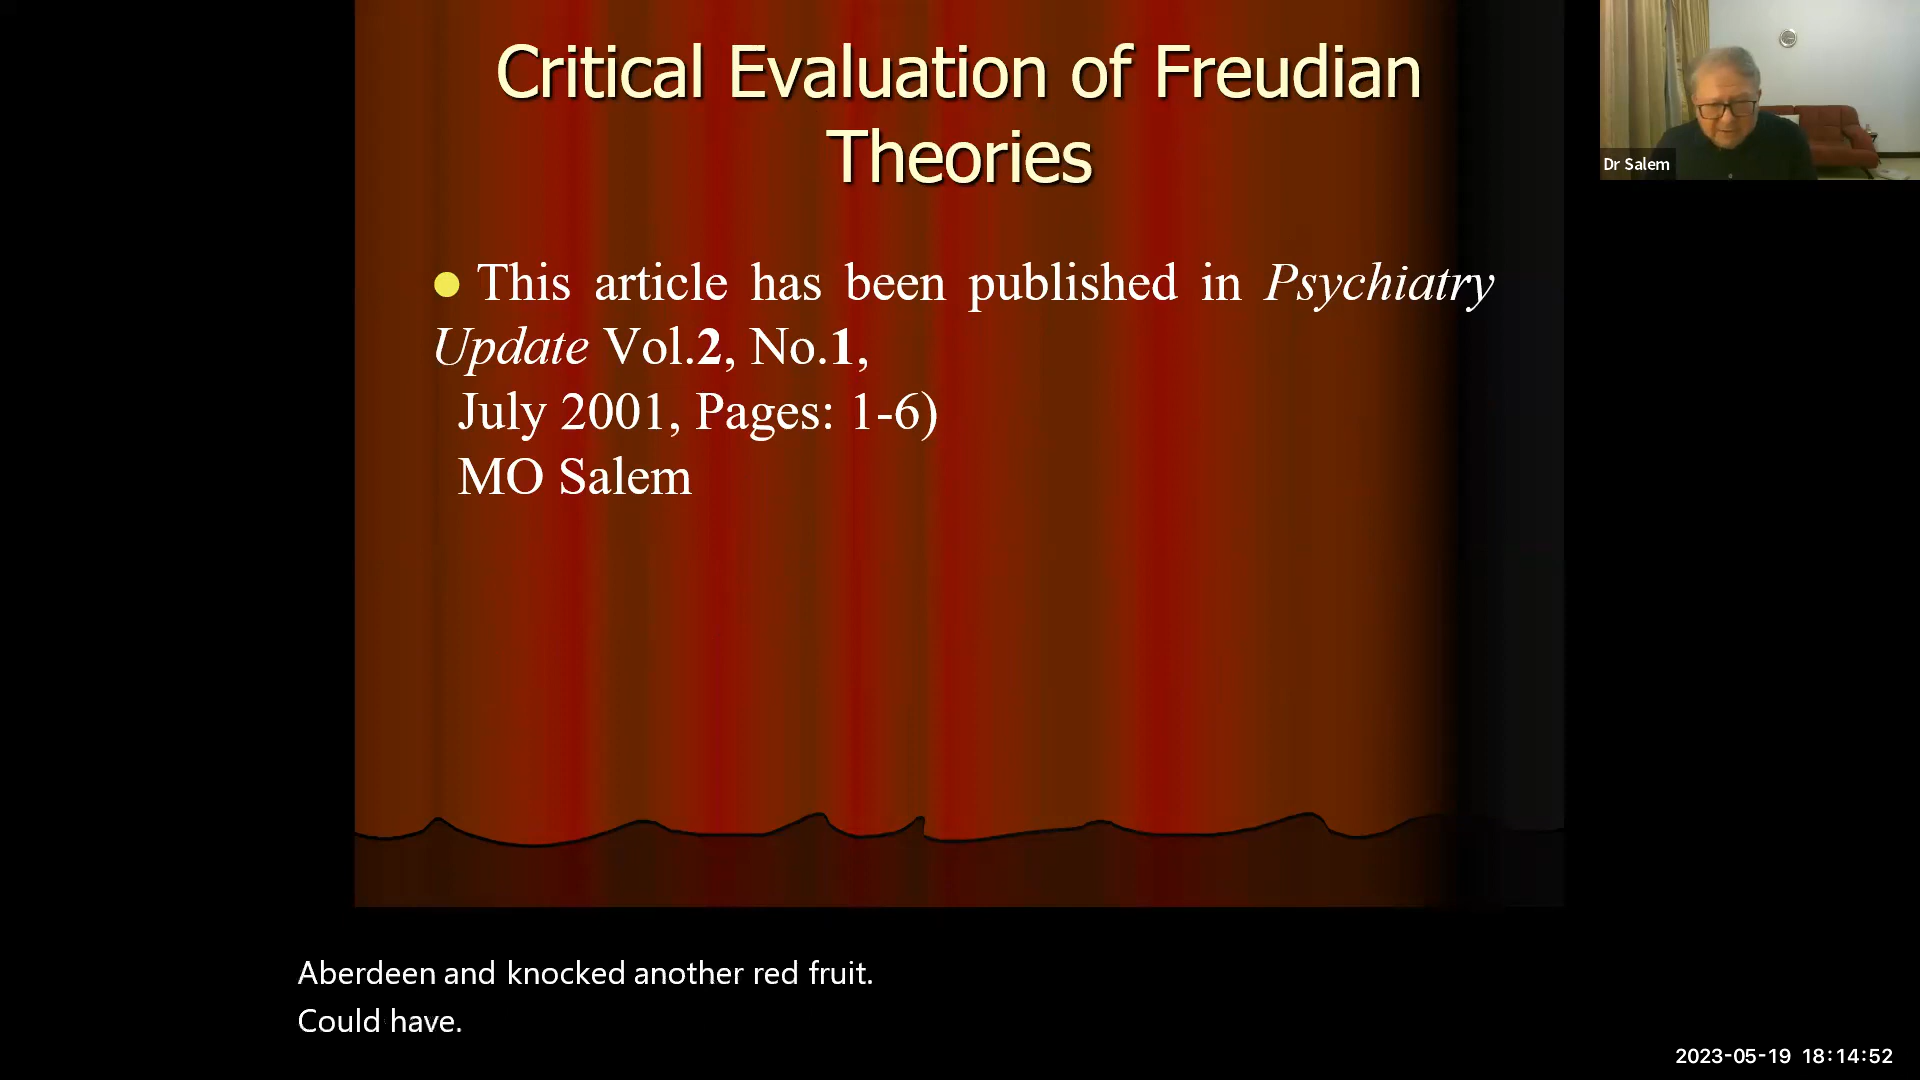 Critical Evaluation of Freudian
Theories
Dr Salem
● This article has been published in Psychiatry
Update Vol.2, No.1,
July 2001, Pages: 1-6)
MO Salem
Aberdeen and knocked another red fruit.
Could have.
2023-05-19 18:14:52